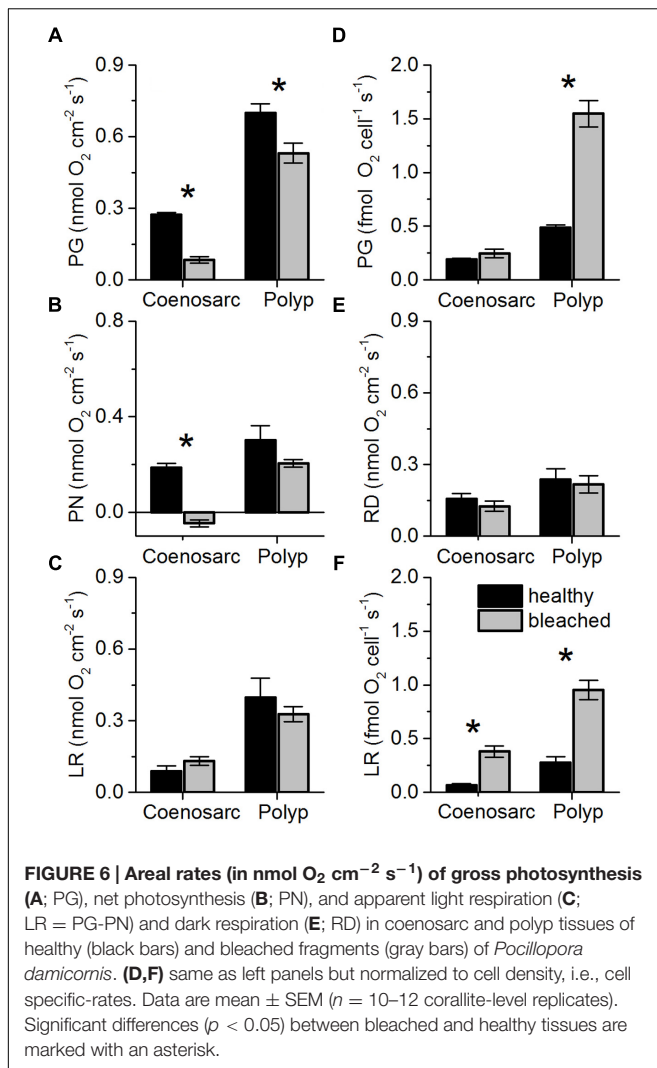 A
D
0.9
0.6
0.3
0.0
PG (nmol O₂ cm⁻² s⁻¹)
*
*
Coenosarc Polyp
2.0
1.5
1.0
0.5
0.0
PG (fmol O₂ cell⁻¹ s⁻¹)
*
Coenosarc Polyp
B
E
0.8
0.4
0.0
PN (nmol O₂ cm⁻² s⁻¹)
*
Coenosarc Polyp
0.9
0.6
0.3
0.0
RD (nmol O₂ cm⁻² s⁻¹)
Coenosarc Polyp
C
F
0.9
0.6
0.3
0.0
LR (nmol O₂ cm⁻² s⁻¹)
Coenosarc Polyp
2.0
1.5
1.0
0.5
0.0
LR (fmol O₂ cell⁻¹ s⁻¹)
healthy
bleached
*
*
Coenosarc Polyp
FIGURE 6 | Areal rates (in nmol O₂ cm⁻² s⁻¹) of gross photosynthesis
(A; PG), net photosynthesis (B; PN), and apparent light respiration (C;
LR = PG-PN) and dark respiration (E; RD) in coenosarc and polyp tissues of
healthy (black bars) and bleached fragments (gray bars) of Pocillopora
damicornis. (D,F) same as left panels but normalized to cell density, i.e., cell
specific-rates. Data are mean ± SEM (n = 10–12 corallite-level replicates).
Significant differences (p < 0.05) between bleached and healthy tissues are
marked with an asterisk.